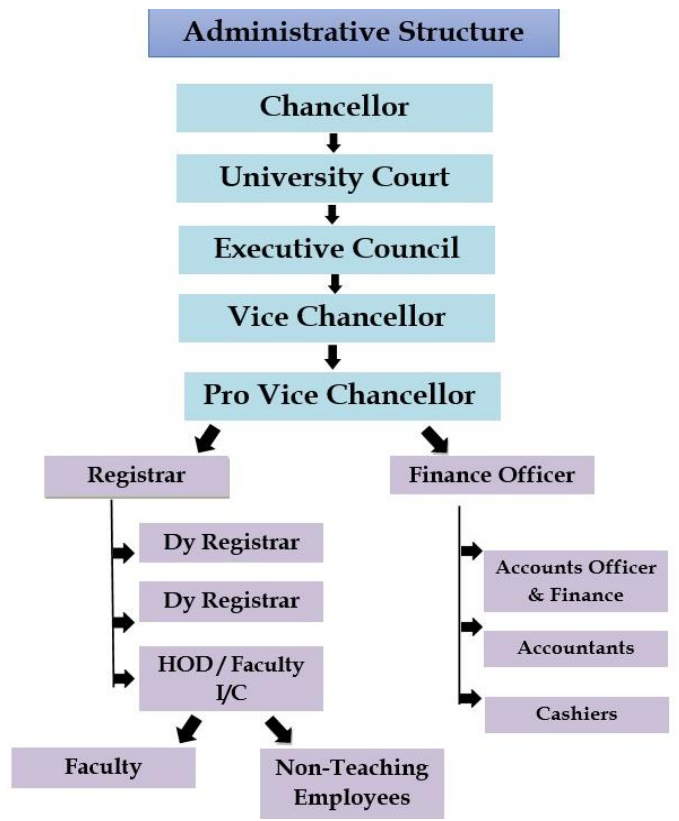 Administrative Structure
Chancellor
University Court
Executive Council
Vice Chancellor
Pro Vice Chancellor
Registrar
Finance Officer
Dy Registrar
Dy Registrar
HOD / Faculty
I/C
Accounts Officer
& Finance
Accountants
Cashiers
Faculty
Non-Teaching
Employees